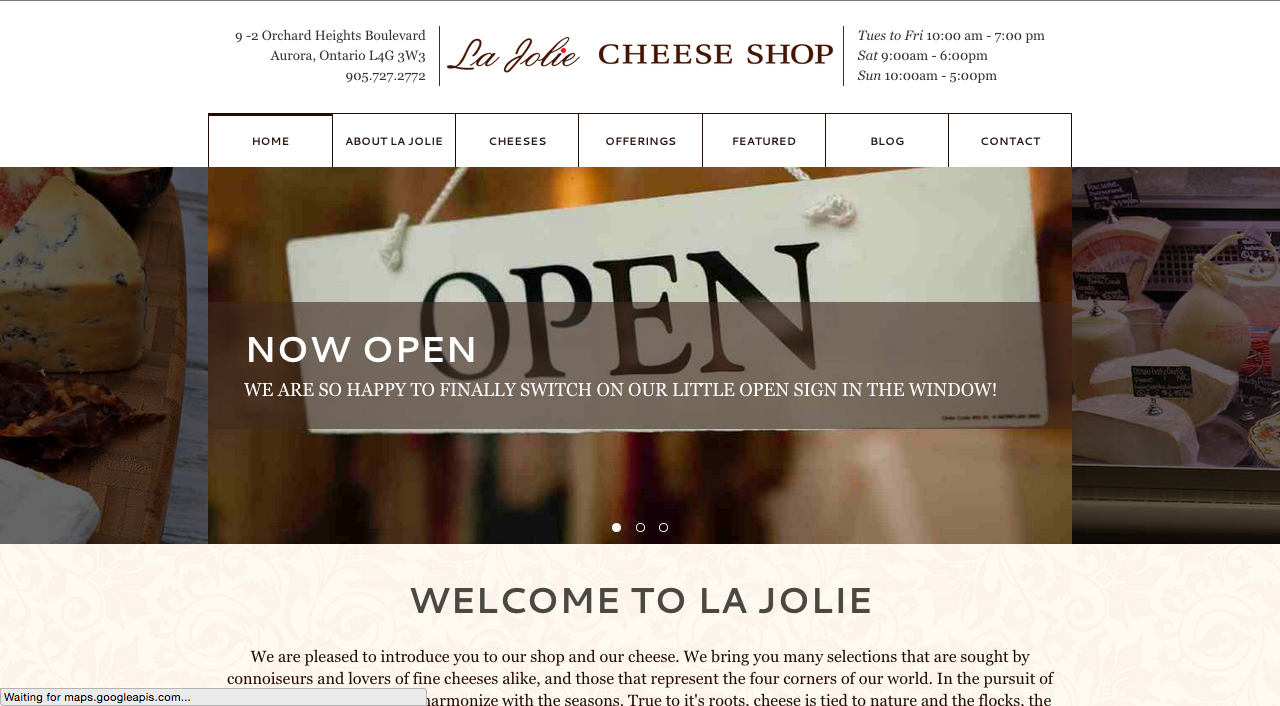 9 -2 Orchard Heights Boulevard
Aurora, Ontario L4G 3W3
905.727.2772
La Jolie CHEESE SHOP
Tues to Fri 10:00 am - 7:00 pm
Sat 9:00am - 6:00pm
Sun 10:00am - 5:00pm
HOME
ABOUT LA JOLIE
CHEESES
OFFERINGS
FEATURED
BLOG
CONTACT
OPEN
NOW OPEN
WE ARE SO HAPPY TO FINALLY SWITCH ON OUR LITTLE OPEN SIGN IN THE WINDOW!
WELCOME TO LA JOLIE
We are pleased to introduce you to our shop and our cheese. We bring you many selections that are sought by
connoiseurs and lovers of fine cheeses alike, and those that represent the four corners of our world. In the pursuit of
harmonize with the seasons. True to it's roots, cheese is tied to nature and the flocks, the
Waiting for maps.googleapis.com...